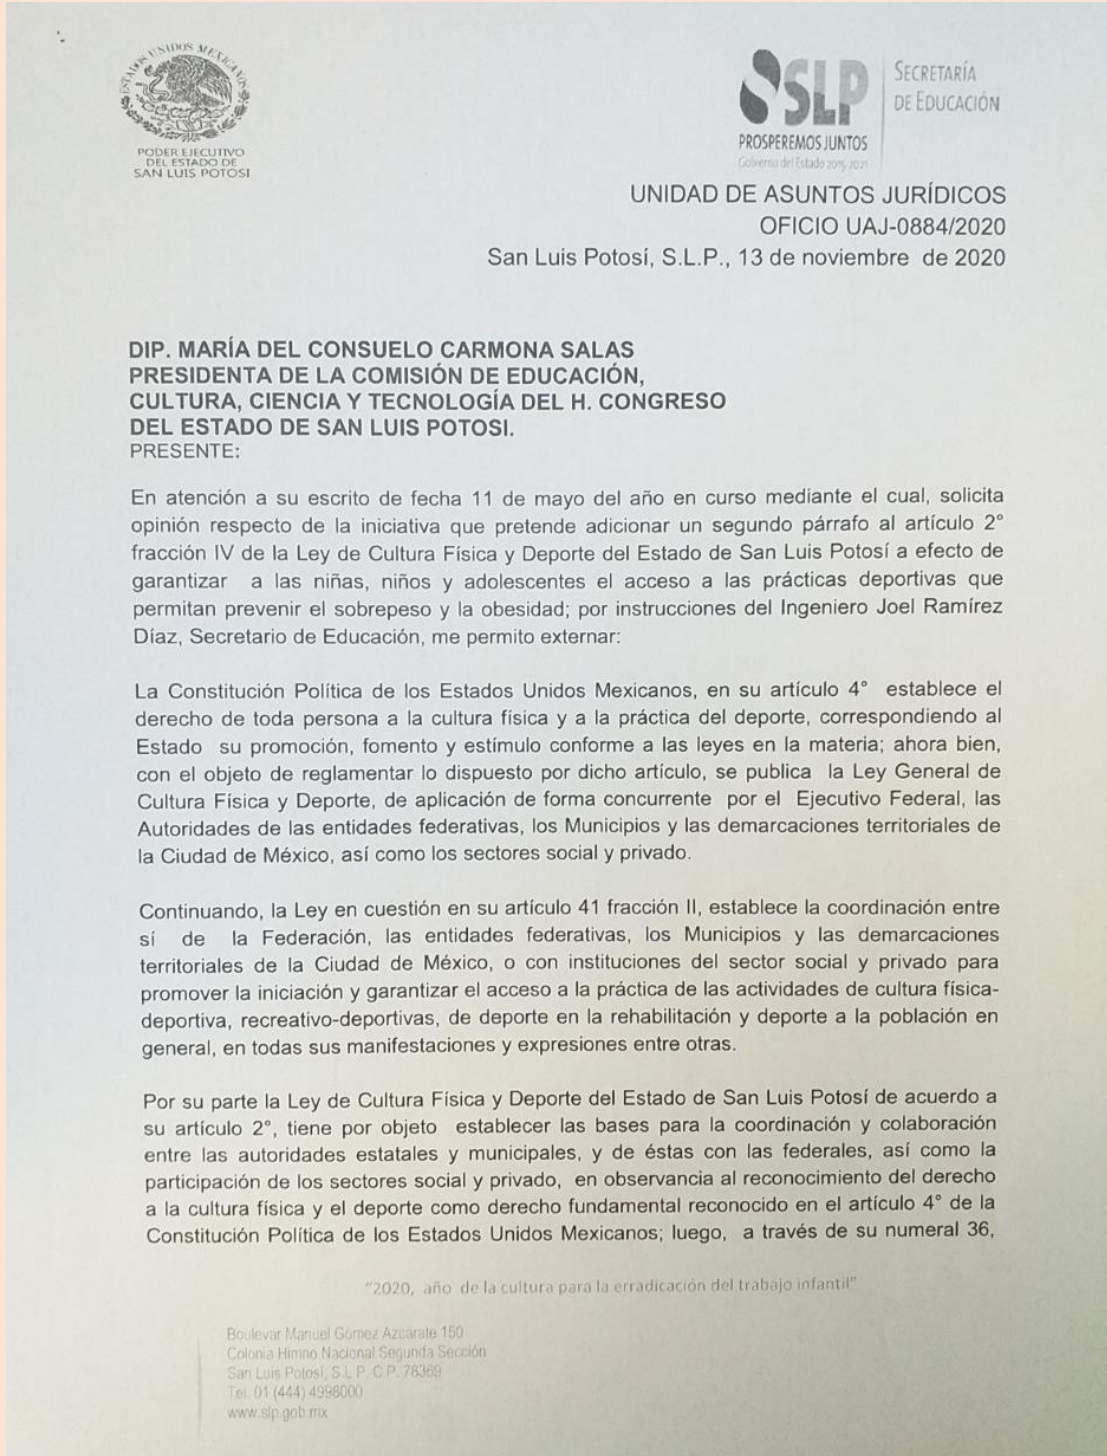 ESTADOS UNIDOS MEXICANOS
PODER EJECUTIVO
DEL ESTADO DE
SAN LUIS POTOSI
SLP
PROSPEREMOS JUNTOS
Gobierno del Estado 2015-2021
SECRETARÍA
DE EDUCACIÓN
UNIDAD DE ASUNTOS JURÍDICOS
OFICIO UAJ-0884/2020
San Luis Potosí, S.L.P., 13 de noviembre de 2020
DIP. MARÍA DEL CONSUELO CARMONA SALAS
PRESIDENTA DE LA COMISIÓN DE EDUCACIÓN,
CULTURA, CIENCIA Y TECNOLOGÍA DEL H. CONGRESO
DEL ESTADO DE SAN LUIS POTOSI.
PRESENTE:
En atención a su escrito de fecha 11 de mayo del año en curso mediante el cual, solicita
opinión respecto de la iniciativa que pretende adicionar un segundo párrafo al artículo 2°
fracción IV de la Ley de Cultura Física y Deporte del Estado de San Luis Potosí a efecto de
garantizar a las niñas, niños y adolescentes el acceso a las prácticas deportivas que
permitan prevenir el sobrepeso y la obesidad; por instrucciones del Ingeniero Joel Ramírez
Díaz, Secretario de Educación, me permito externar:
La Constitución Política de los Estados Unidos Mexicanos, en su artículo 4° establece el
derecho de toda persona a la cultura física y a la práctica del deporte, correspondiendo al
Estado su promoción, fomento y estímulo conforme a las leyes en la materia; ahora bien,
con el objeto de reglamentar lo dispuesto por dicho artículo, se publica la Ley General de
Cultura Física y Deporte, de aplicación de forma concurrente por el Ejecutivo Federal, las
Autoridades de las entidades federativas, los Municipios y las demarcaciones territoriales de
la Ciudad de México, así como los sectores social y privado.
Continuando, la Ley en cuestión en su artículo 41 fracción II, establece la coordinación entre
sí de la Federación, las entidades federativas, los Municipios y las demarcaciones
territoriales de la Ciudad de México, o con instituciones del sector social y privado para
promover la iniciación y garantizar el acceso a la práctica de las actividades de cultura física-
deportiva, recreativo-deportivas, de deporte en la rehabilitación y deporte a la población en
general, en todas sus manifestaciones y expresiones entre otras.
Por su parte la Ley de Cultura Física y Deporte del Estado de San Luis Potosí de acuerdo a
su artículo 2°, tiene por objeto establecer las bases para la coordinación y colaboración
entre las autoridades estatales y municipales, y de éstas con las federales, así como la
participación de los sectores social y privado, en observancia al reconocimiento del derecho
a la cultura física y el deporte como derecho fundamental reconocido en el artículo 4° de la
Constitución Política de los Estados Unidos Mexicanos; luego, a través de su numeral 36,
"2020, año de la cultura para la erradicación del trabajo infantil"
Boulevar Manuel Gómez Azcárate 150
Colonia Himno Nacional Segunda Sección
San Luis Potosí, S.L.P. C.P. 78369
Tel. 01 (444) 4998000
www.slp.gob.mx